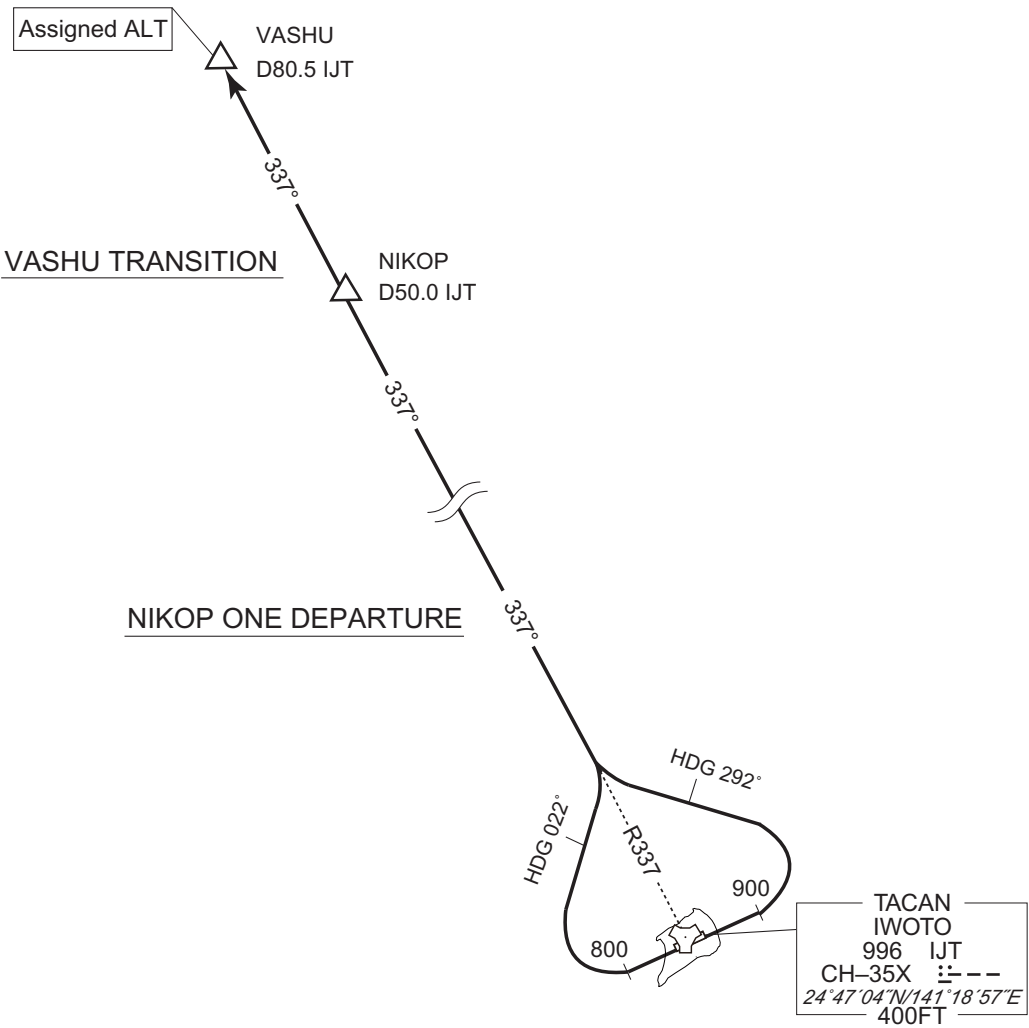 Assigned ALT
VASHU
D80.5 IJT
337°
VASHU TRANSITION
NIKOP
D50.0 IJT
337°
NIKOP ONE DEPARTURE
337°
HDG 292°
HDG 022°
R337
900
800
TACAN
IWOTO
996 IJT
CH–35X
24°47′04″N/141°18′57″E
400FT